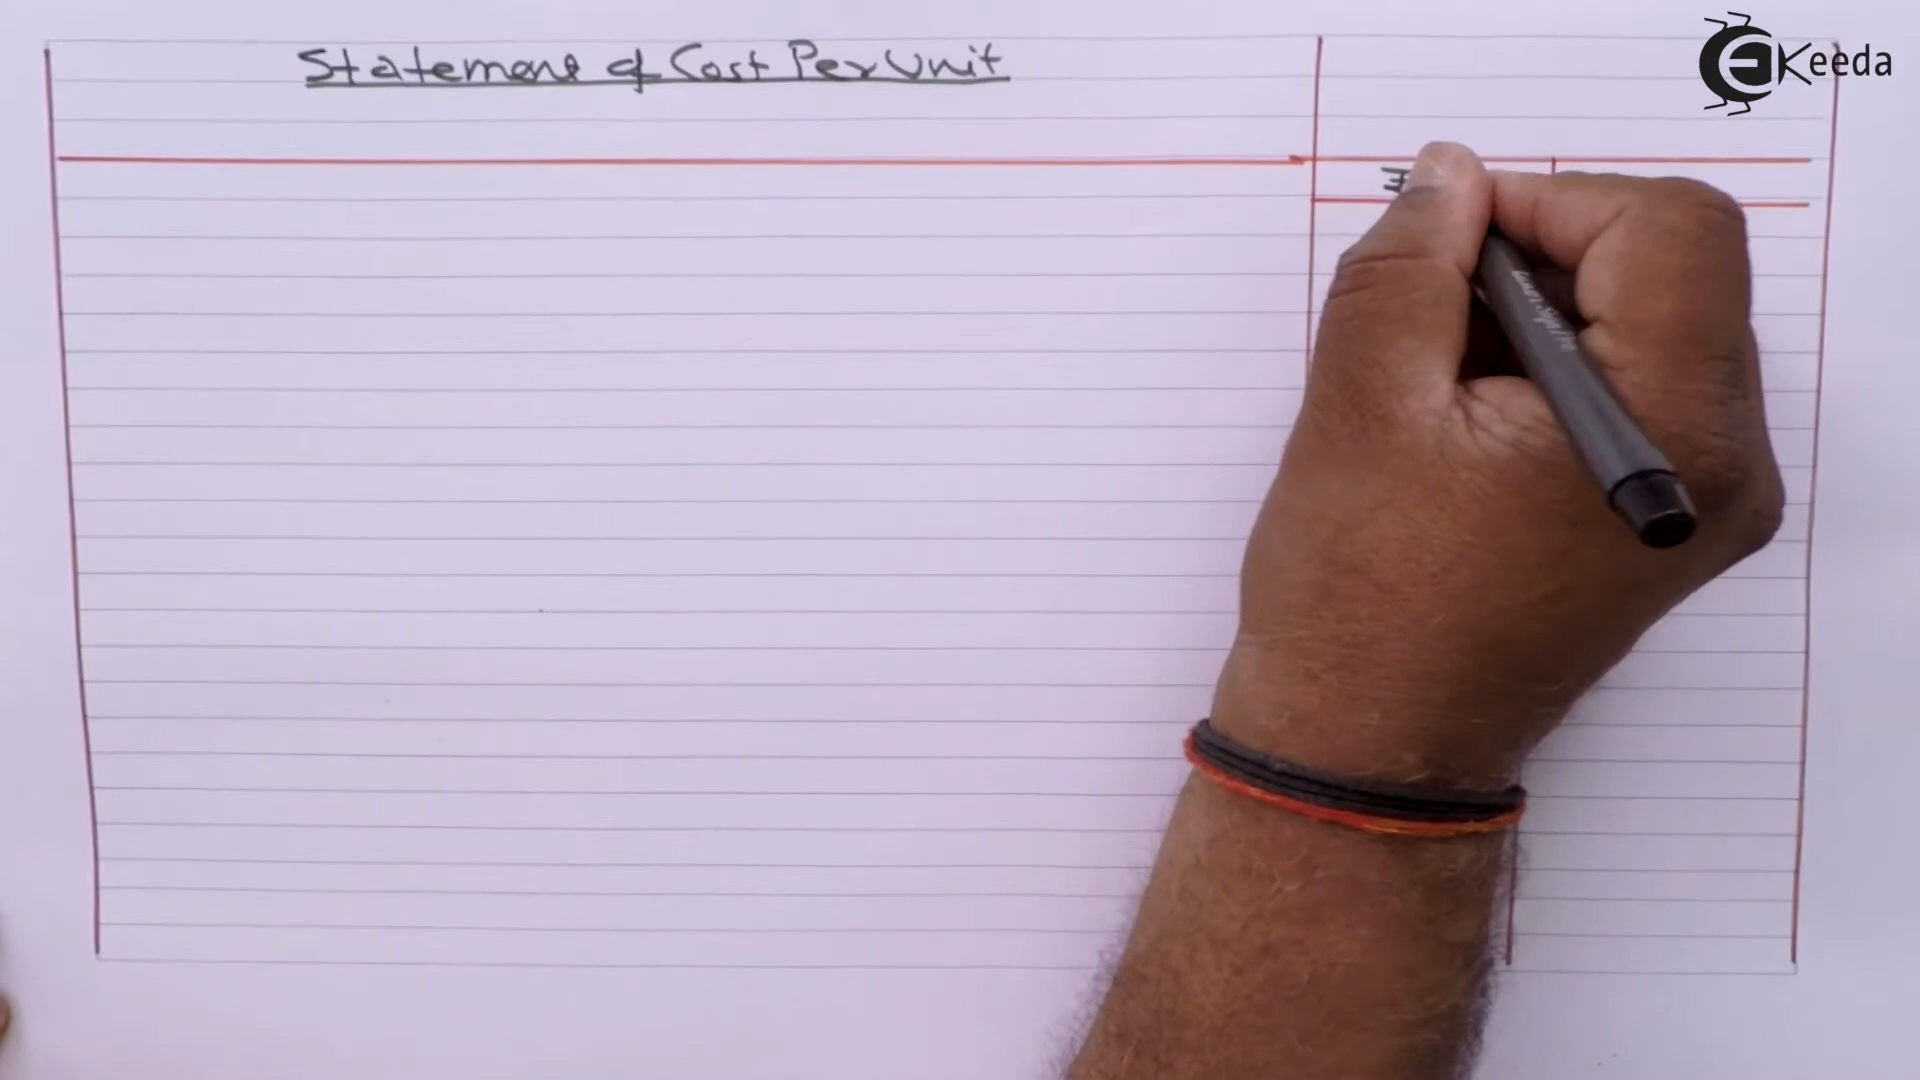 Statement of Cost Per Unit
Keeda
₹